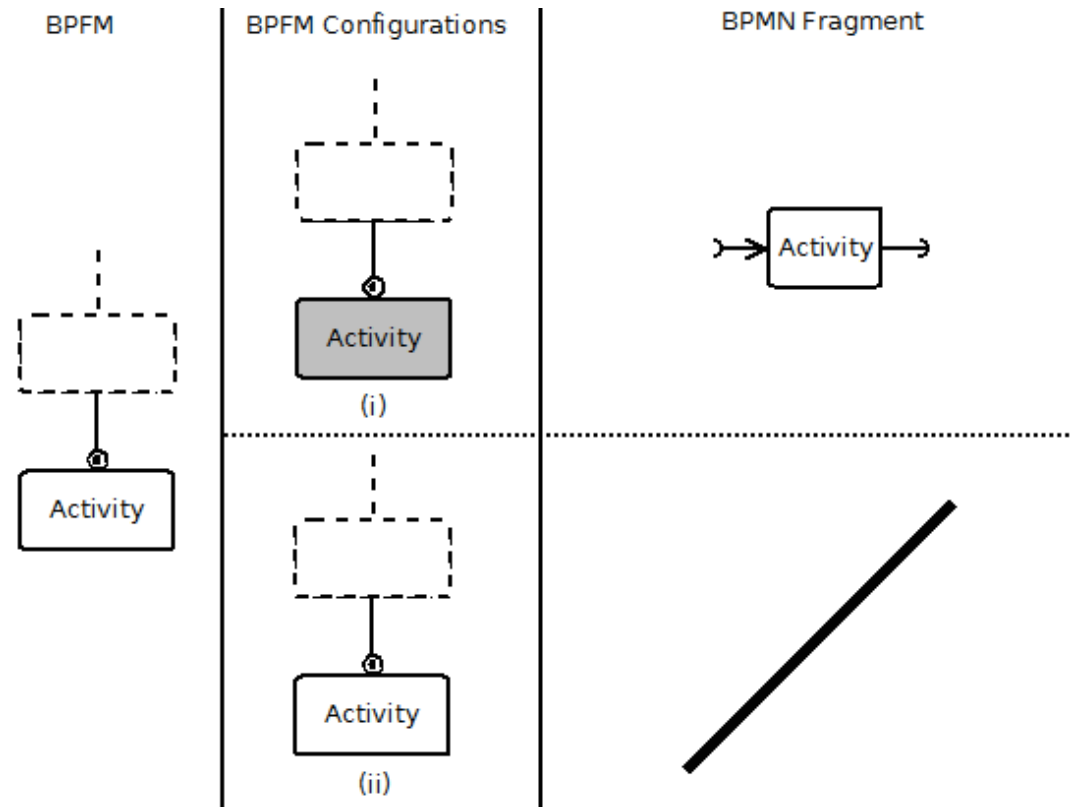 BPFM
BPFM Configurations
BPMN Fragment
Activity
Activity
(i)
Activity
Activity
(ii)